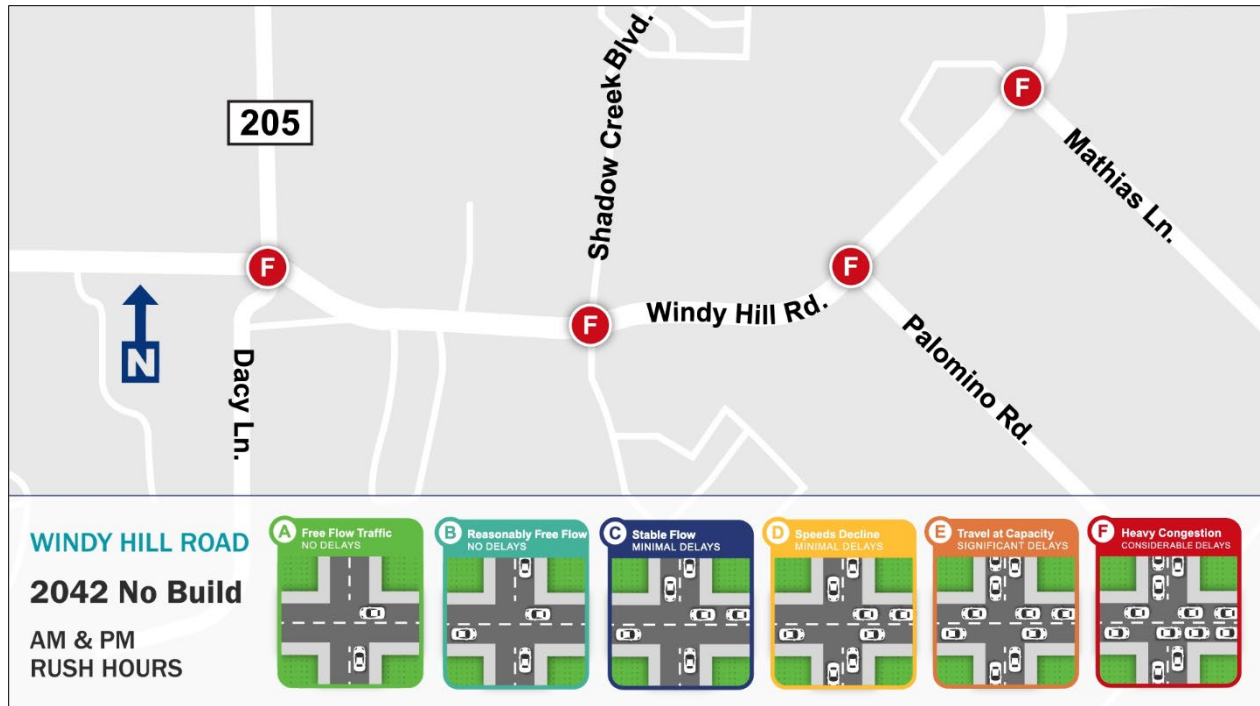 205
Shadow Creek Blvd.
F
Mathias Ln.
F
F
F
Windy Hill Rd.
N
Dacy Ln.
Palomino Rd.
WINDY HILL ROAD
2042 No Build
AM & PM
RUSH HOURS
A Free Flow Traffic
NO DELAYS
B Reasonably Free Flow
NO DELAYS
C Stable Flow
MINIMAL DELAYS
D Speeds Decline
MINIMAL DELAYS
E Travel at Capacity
SIGNIFICANT DELAYS
F Heavy Congestion
CONSIDERABLE DELAYS